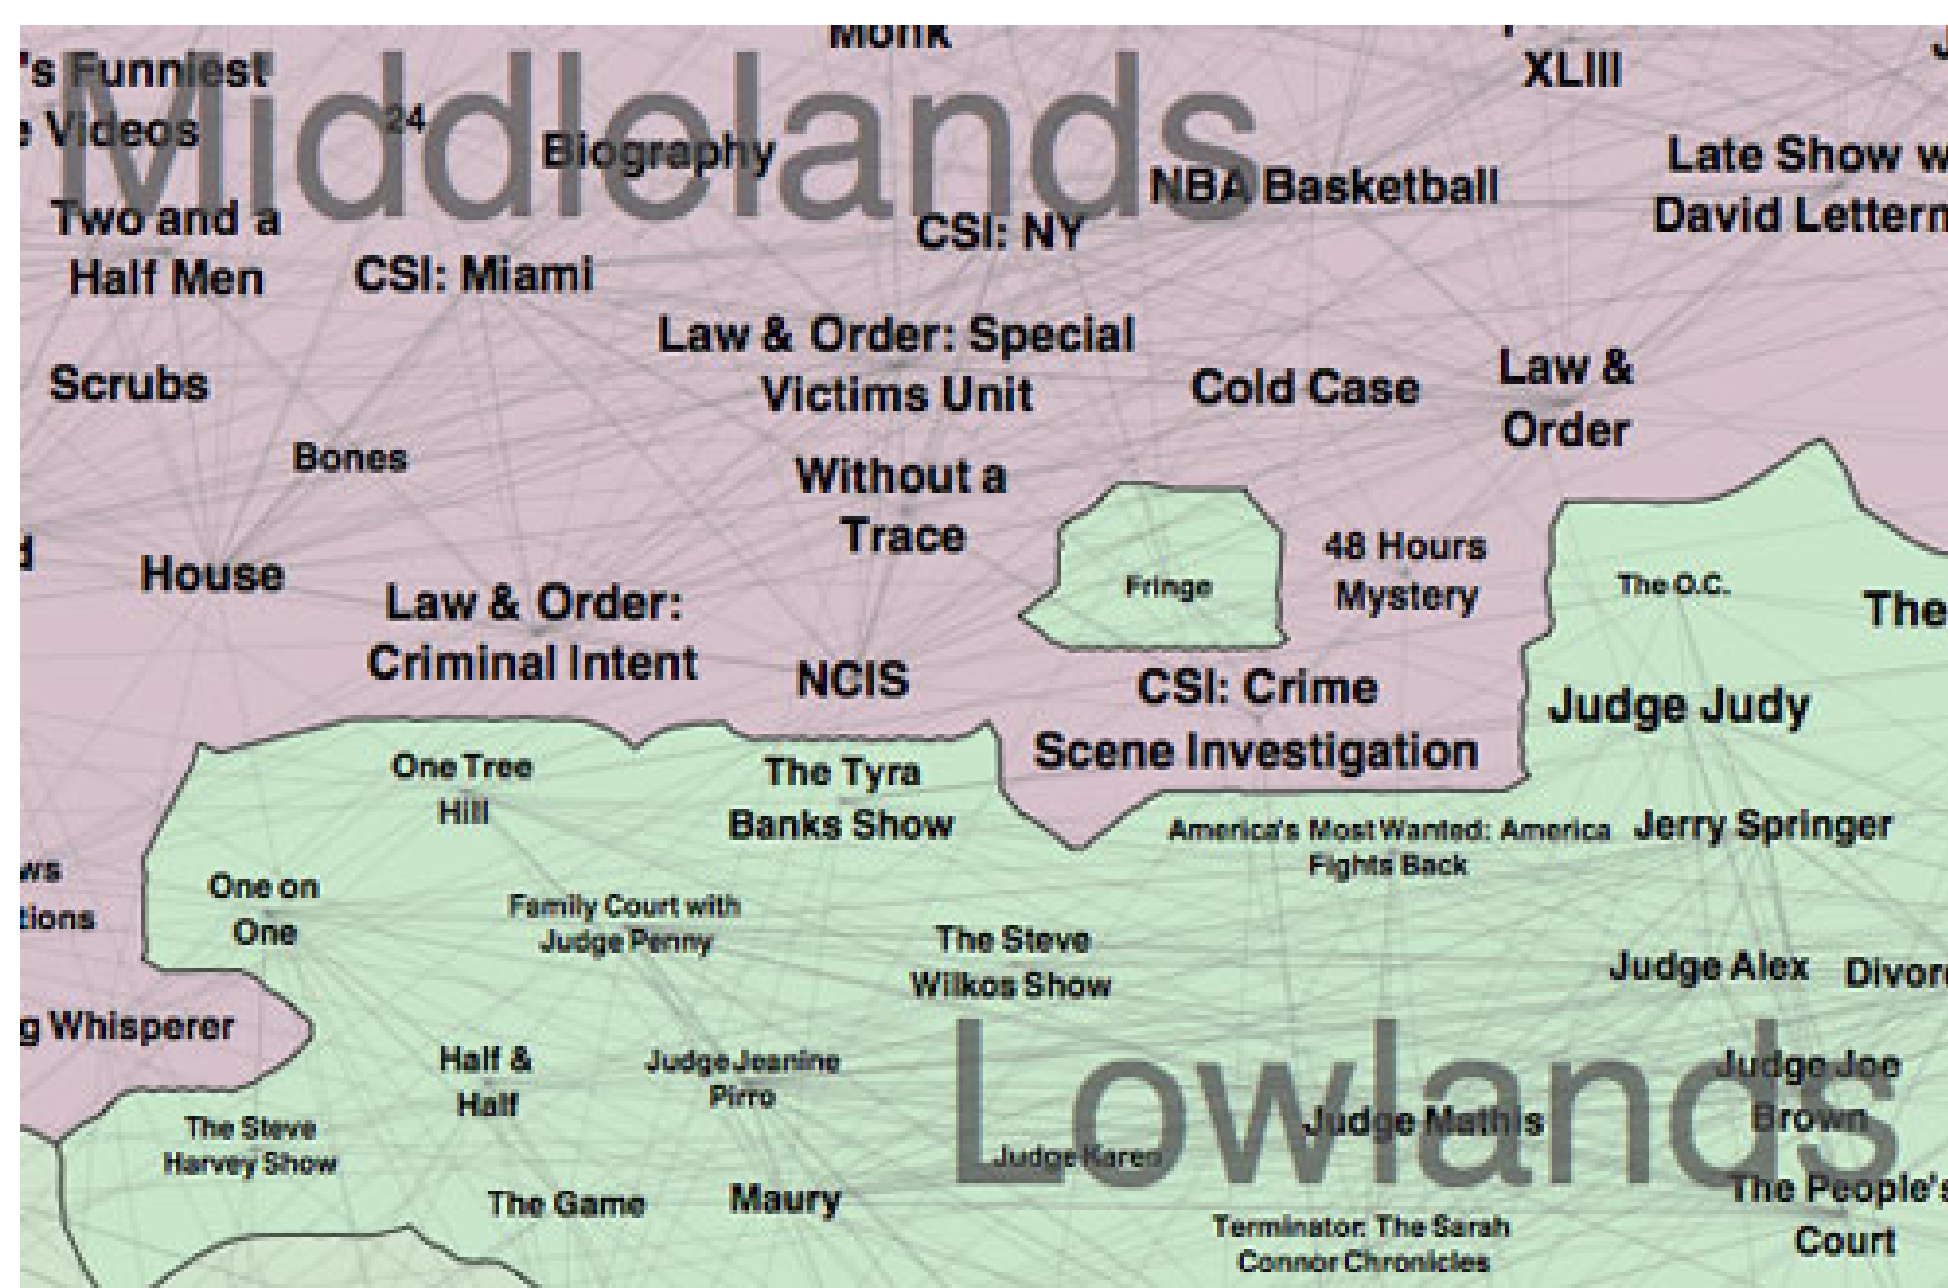 Monk
's Funniest
XLIII
Middlelands
24
Videos
Biography
Late Show w
NBA Basketball
Two and a
Half Men
David Letterm
CSI: NY
CSI: Miami
Law & Order: Special
Victims Unit
Scrubs
Cold Case
Law &
Order
Bones
Without a
Trace
48 Hours
Mystery
Fringe
The O.C.
House
The
Law & Order:
Criminal Intent
NCIS
CSI: Crime
Scene Investigation
Judge Judy
One Tree
Hill
The Tyra
Banks Show
America's Most Wanted: America
Fights Back
Jerry Springer
ws
tions
One on
One
Family Court with
Judge Penny
The Steve
Wilkos Show
Judge Alex
Divor
g Whisperer
Half &
Half
Judge Jeanine
Pirro
Lowlands
Judge Joe
Brown
Judge Mathis
The Steve
Harvey Show
Judge Karen
The Game
Maury
The People's
Court
Terminator: The Sarah
Connor Chronicles